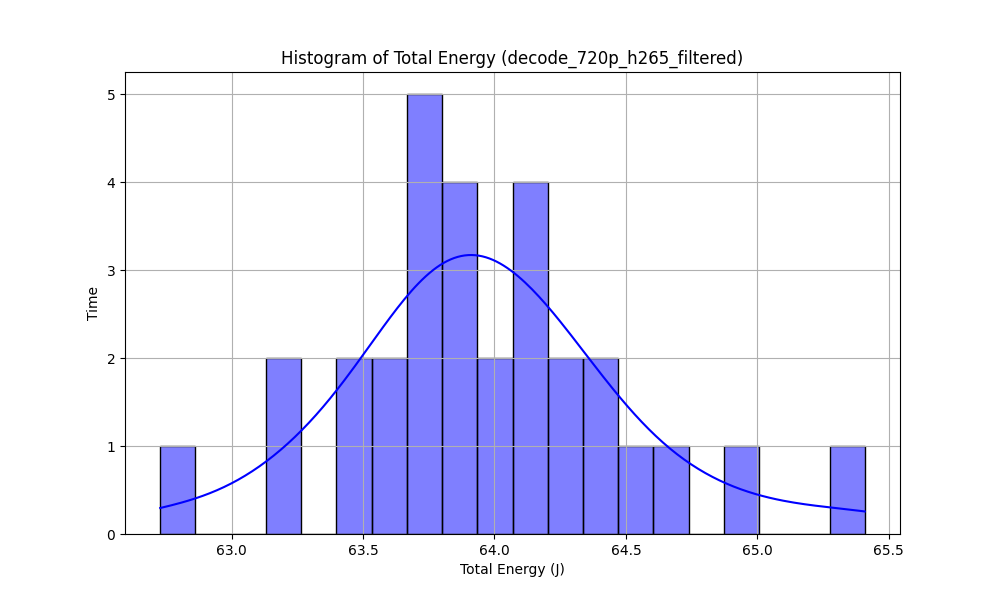 Histogram of Total Energy (decode_720p_h265_filtered)
5
4
3
2
1
0
Time
63.0 63.5 64.0 64.5 65.0 65.5
Total Energy (J)